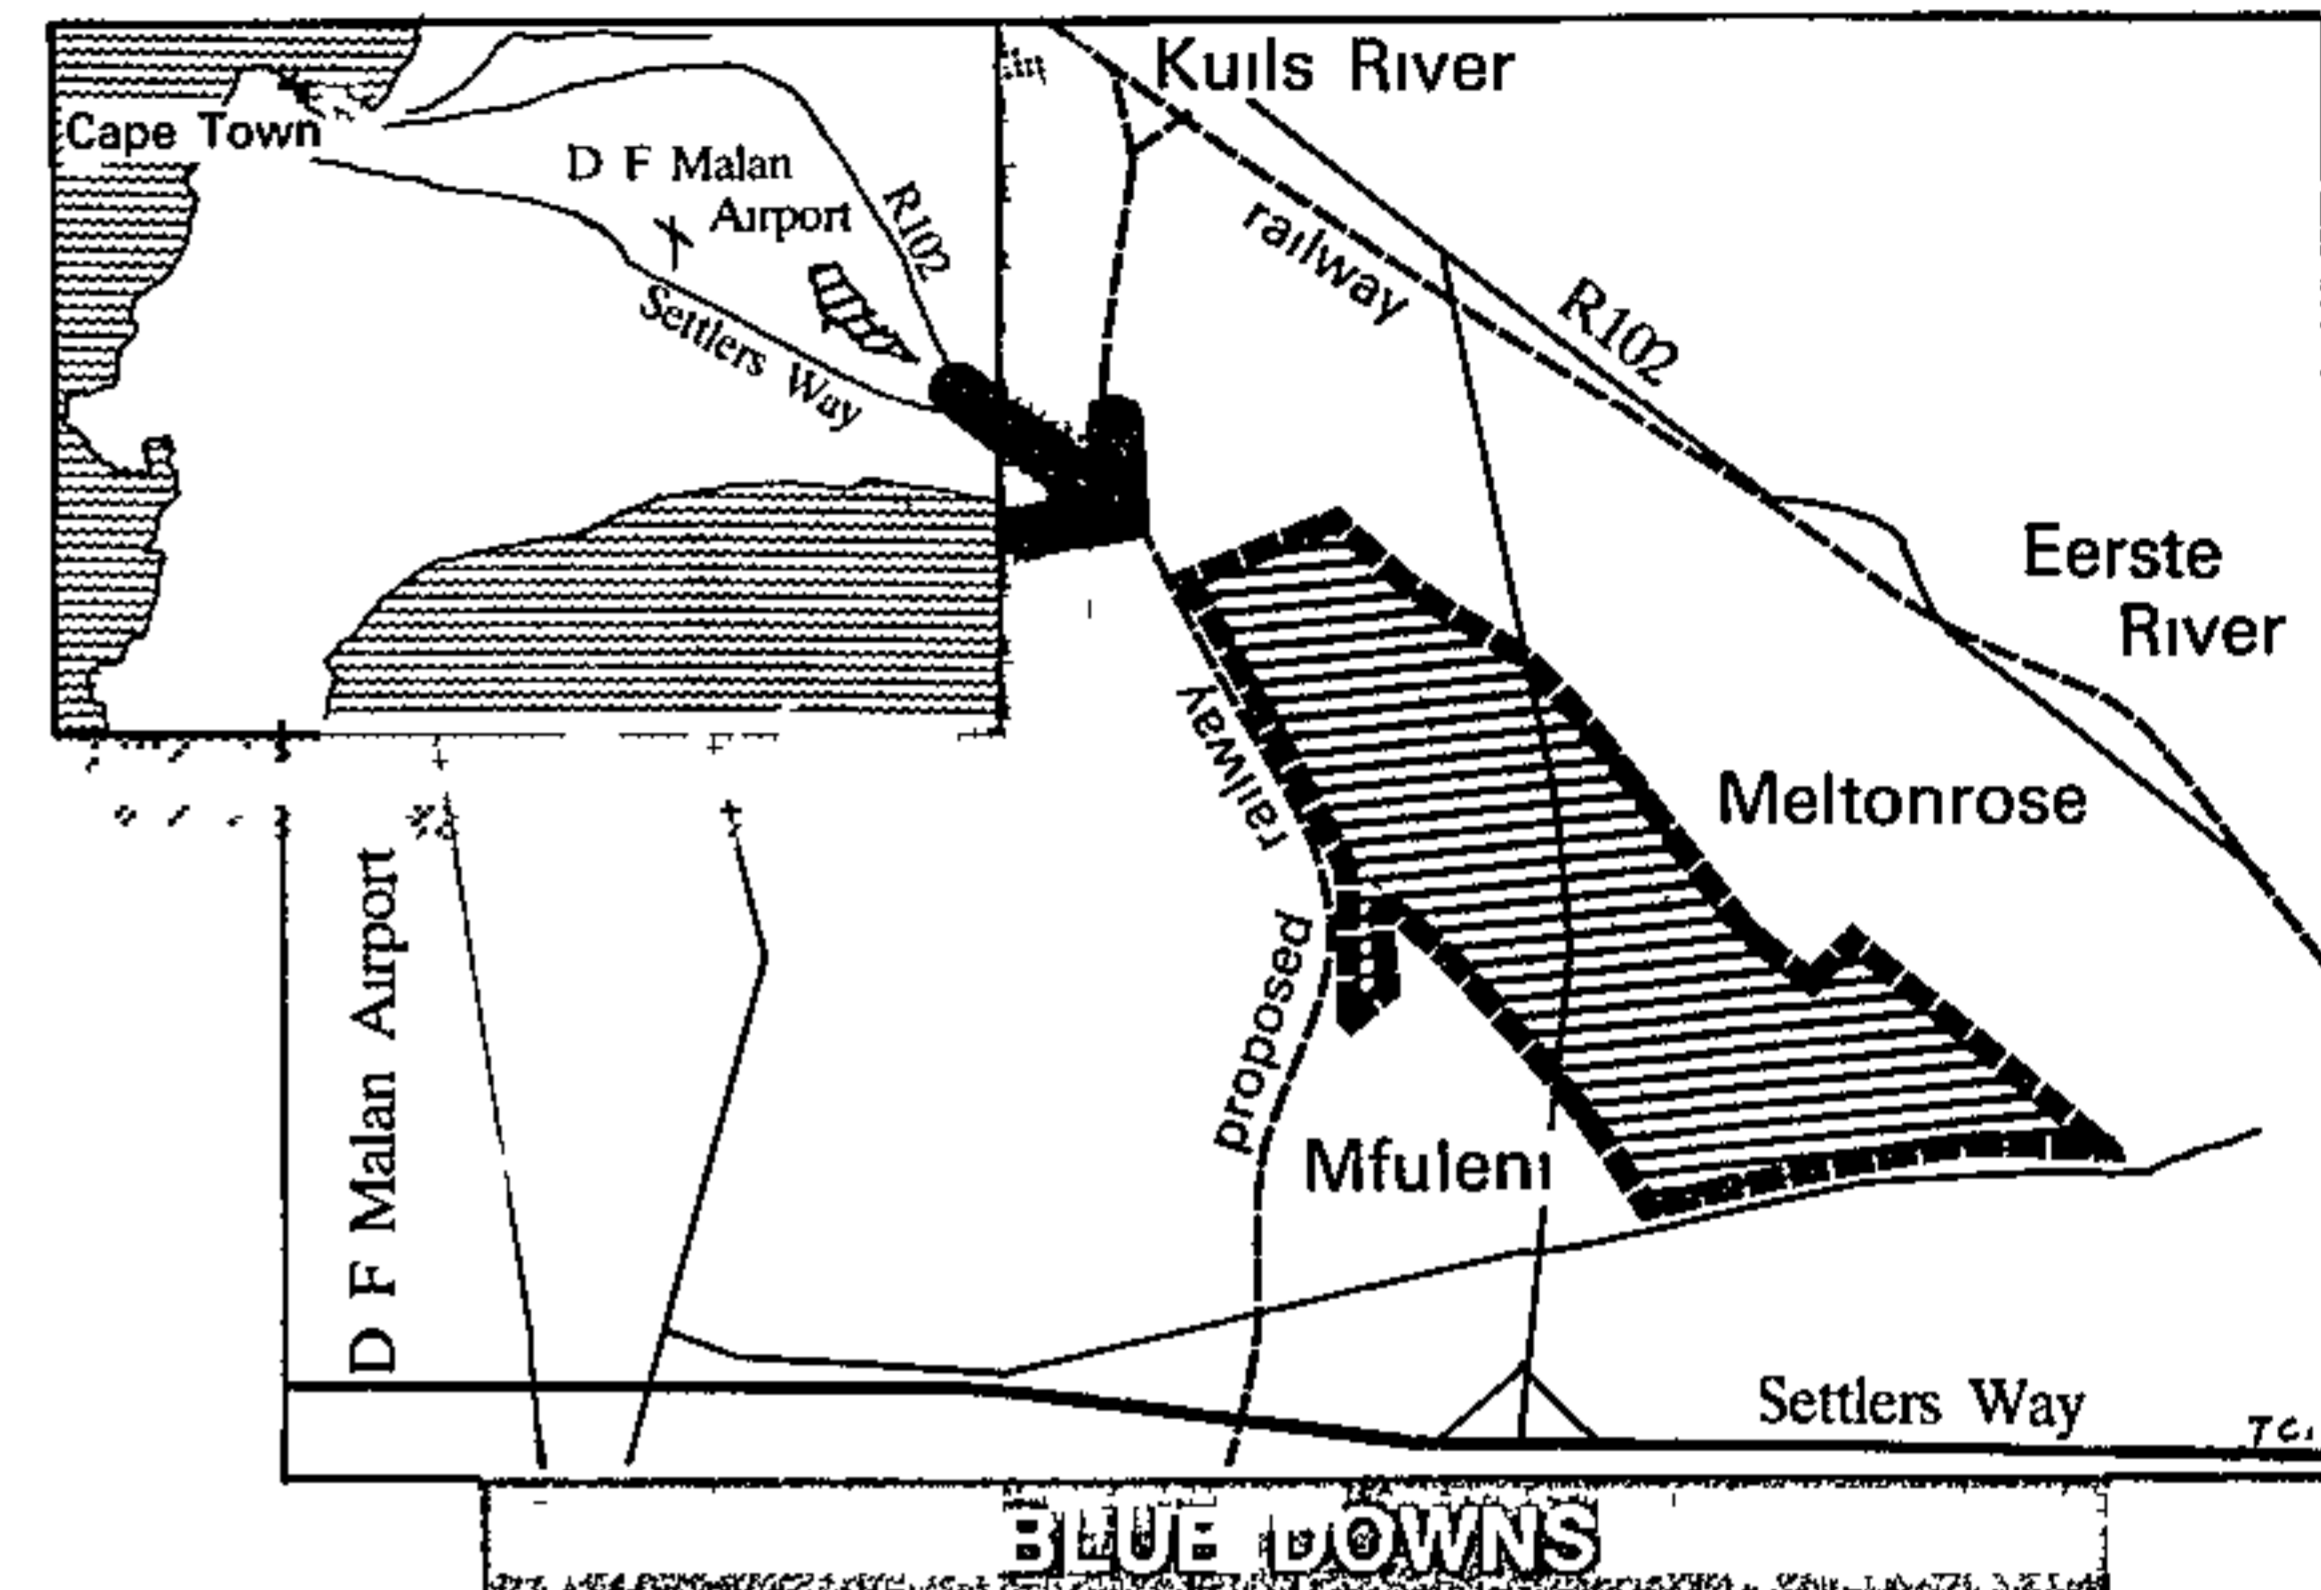 Cape Town
D F Malan
Airport
R102
Settlers Way
Kuils River
railway
R102
Eerste
River
Meltonrose
railway
proposed
Mfuleni
D F Malan Airport
Settlers Way
BLUE DOWNS